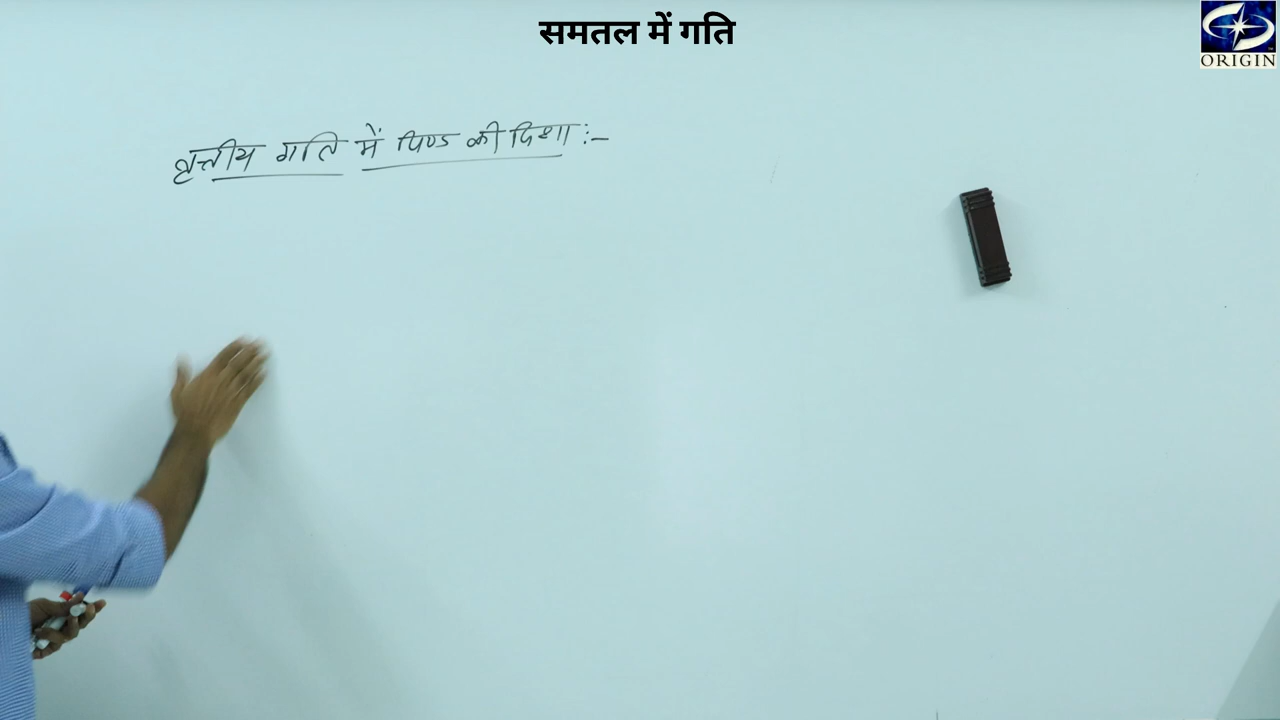 समतल में गति
ORIGIN
वृत्तीय गति में पिण्ड की दिशा :-